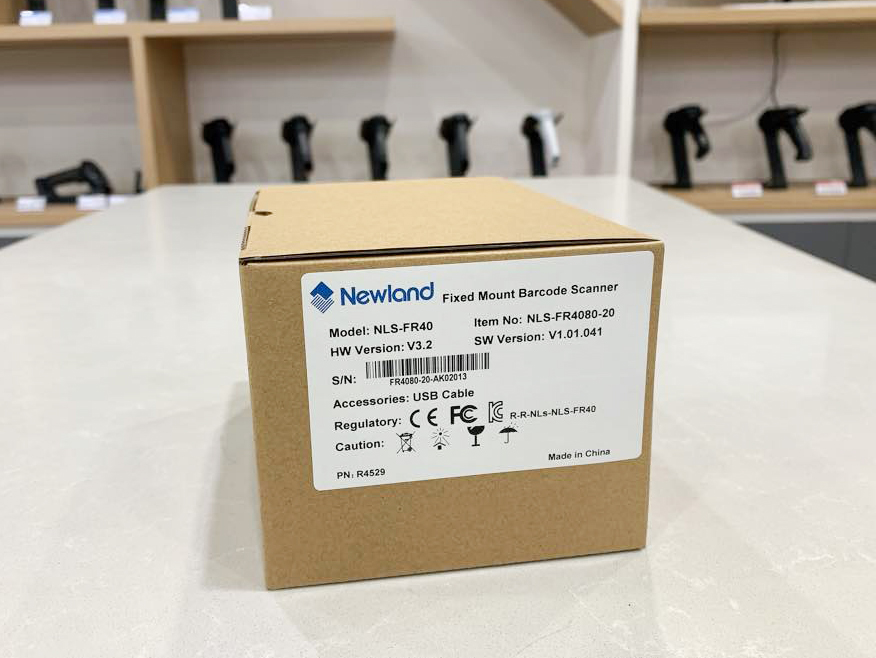 Newland Fixed Mount Barcode Scanner
Model: NLS-FR40 Item No: NLS-FR4080-20
HW Version: V3.2 SW Version: V1.01.041
S/N:
FR4080-20-AK02013
Accessories: USB Cable
Regulatory: CE FC R-R-NLs-NLS-FR40
Caution:
PN: R4529 Made in China